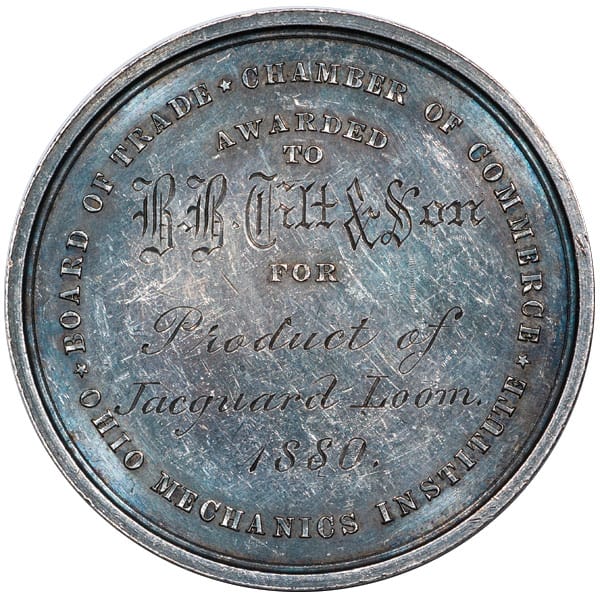 BOARD OF TRADE ★ CHAMBER OF COMMERCE ★ OHIO MECHANICS INSTITUTE ★
AWARDED
TO
B.B. Tilt & Son
FOR
Product of
Jacquard Loom.
1880.